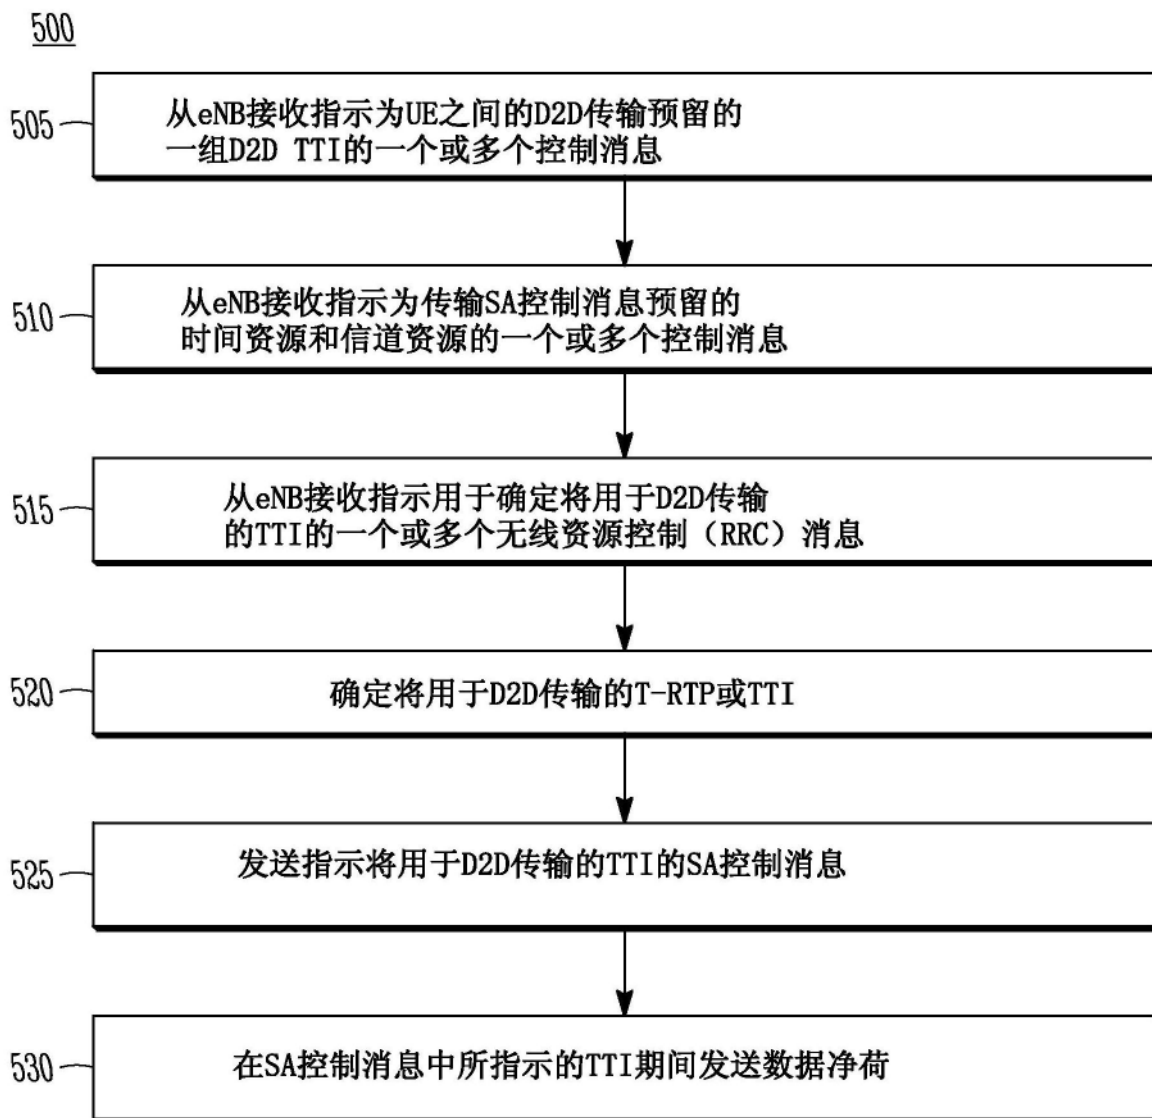 500
505
从eNB接收指示为UE之间的D2D传输预留的
一组D2D TTI的一个或多个控制消息
510
从eNB接收指示为传输SA控制消息预留的
时间资源和信道资源的一个或多个控制消息
515
从eNB接收指示用于确定将用于D2D传输
的TTI的一个或多个无线资源控制（RRC）消息
520
确定将用于D2D传输的T-RTP或TTI
525
发送指示将用于D2D传输的TTI的SA控制消息
530
在SA控制消息中所指示的TTI期间发送数据净荷